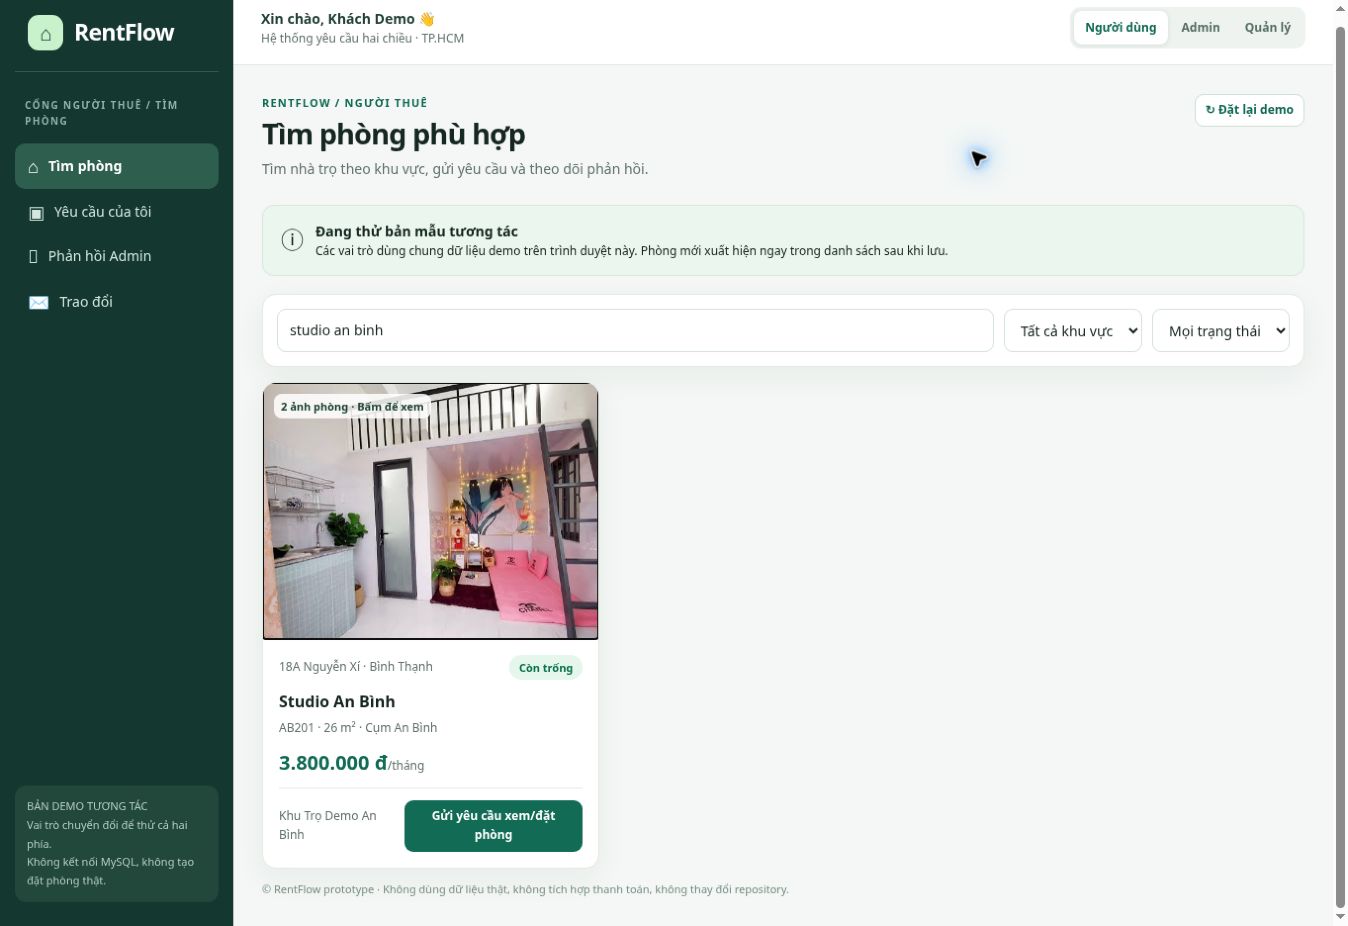 RentFlow
CỔNG NGƯỜI THUÊ / TÌM
PHÒNG
Tìm phòng
Yêu cầu của tôi
Phản hồi Admin
Trao đổi
BẢN DEMO TƯƠNG TÁC
Vai trò chuyển đổi để thử cả hai
phía.
Không kết nối MySQL, không tạo
đặt phòng thật.
Xin chào, Khách Demo 👋
Hệ thống yêu cầu hai chiều · TP.HCM
Người dùng
Admin
Quản lý
RENTFLOW / NGƯỜI THUÊ
Tìm phòng phù hợp
Tìm nhà trọ theo khu vực, gửi yêu cầu và theo dõi phản hồi.
↻ Đặt lại demo
Đang thử bản mẫu tương tác
Các vai trò dùng chung dữ liệu demo trên trình duyệt này. Phòng mới xuất hiện ngay trong danh sách sau khi lưu.
studio an binh
Tất cả khu vực
Mọi trạng thái
2 ảnh phòng · Bấm để xem
CHANEL
18A Nguyễn Xí · Bình Thạnh
Còn trống
Studio An Bình
AB201 · 26 m² · Cụm An Bình
3.800.000 đ/tháng
Khu Trọ Demo An
Bình
Gửi yêu cầu xem/đặt
phòng
© RentFlow prototype · Không dùng dữ liệu thật, không tích hợp thanh toán, không thay đổi repository.